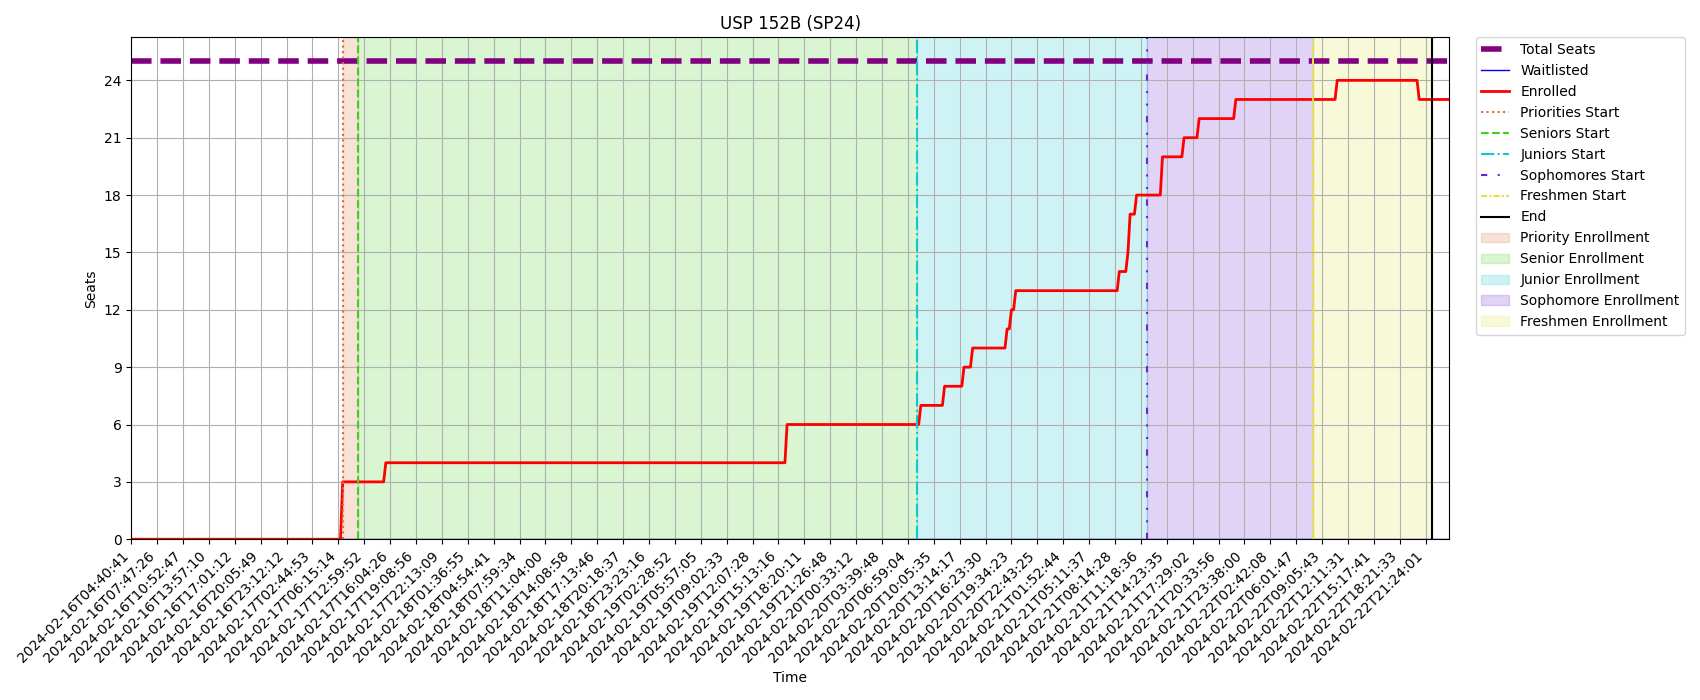 USP 152B (SP24)
Seats
24
21
18
15
12
9
6
3
0
2024-02-16T04:40:41
2024-02-16T07:47:26
2024-02-16T10:52:47
2024-02-16T13:57:10
2024-02-16T17:01:12
2024-02-16T20:05:49
2024-02-16T23:12:12
2024-02-17T02:44:53
2024-02-17T06:15:14
2024-02-17T12:59:52
2024-02-17T16:04:26
2024-02-17T19:08:56
2024-02-17T22:13:09
2024-02-18T01:36:55
2024-02-18T04:54:41
2024-02-18T07:59:34
2024-02-18T11:04:00
2024-02-18T14:08:58
2024-02-18T17:13:46
2024-02-18T20:18:37
2024-02-18T23:23:16
2024-02-19T02:28:52
2024-02-19T05:57:05
2024-02-19T09:02:33
2024-02-19T12:07:28
2024-02-19T15:13:16
2024-02-19T18:20:11
2024-02-19T21:26:48
2024-02-20T00:33:12
2024-02-20T03:39:48
2024-02-20T06:59:04
2024-02-20T10:05:35
2024-02-20T13:14:17
2024-02-20T16:23:30
2024-02-20T19:34:23
2024-02-20T22:43:25
2024-02-21T01:52:44
2024-02-21T05:11:37
2024-02-21T08:14:28
2024-02-21T11:18:36
2024-02-21T14:23:35
2024-02-21T17:29:02
2024-02-21T20:33:56
2024-02-21T23:38:00
2024-02-22T02:42:08
2024-02-22T06:01:47
2024-02-22T09:05:43
2024-02-22T12:11:31
2024-02-22T15:17:41
2024-02-22T18:21:33
2024-02-22T21:24:01
Time
Total Seats
Waitlisted
Enrolled
Priorities Start
Seniors Start
Juniors Start
Sophomores Start
Freshmen Start
End
Priority Enrollment
Senior Enrollment
Junior Enrollment
Sophomore Enrollment
Freshmen Enrollment